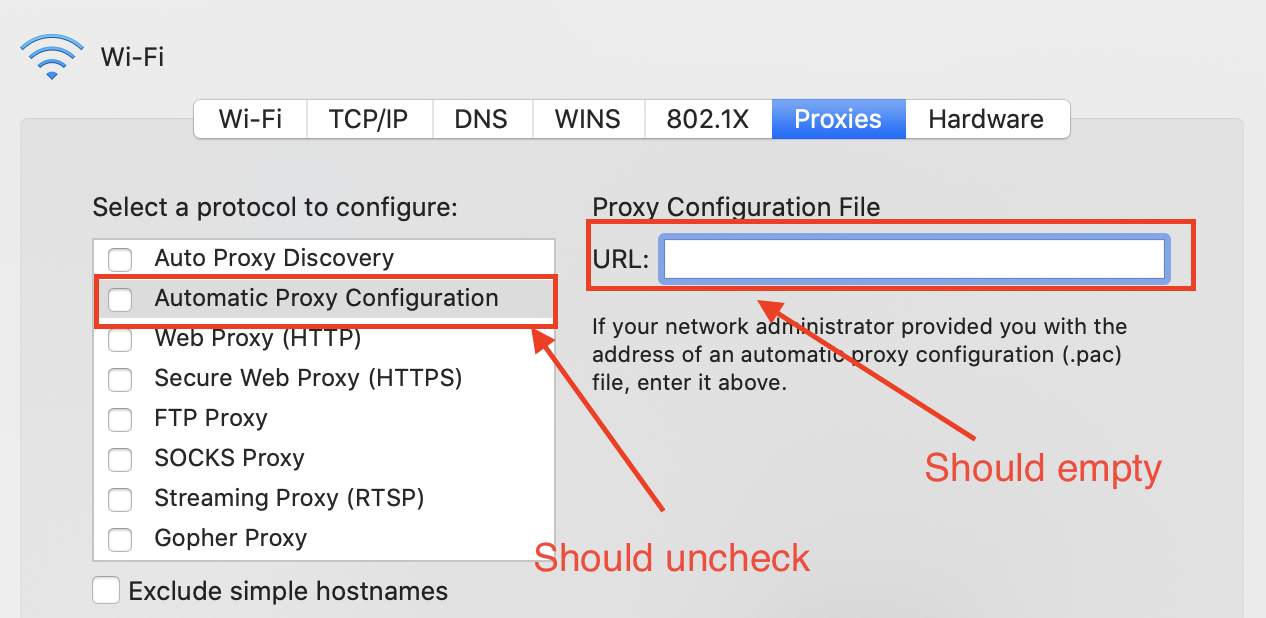 Wi-Fi
Wi-Fi TCP/IP DNS WINS 802.1X Proxies Hardware
Select a protocol to configure:
Auto Proxy Discovery
Automatic Proxy Configuration
Web Proxy (HTTP)
Secure Web Proxy (HTTPS)
FTP Proxy
SOCKS Proxy
Streaming Proxy (RTSP)
Gopher Proxy
Exclude simple hostnames
Proxy Configuration File
URL:
If your network administrator provided you with the
address of an automatic proxy configuration (.pac)
file, enter it above.
Should empty
Should uncheck